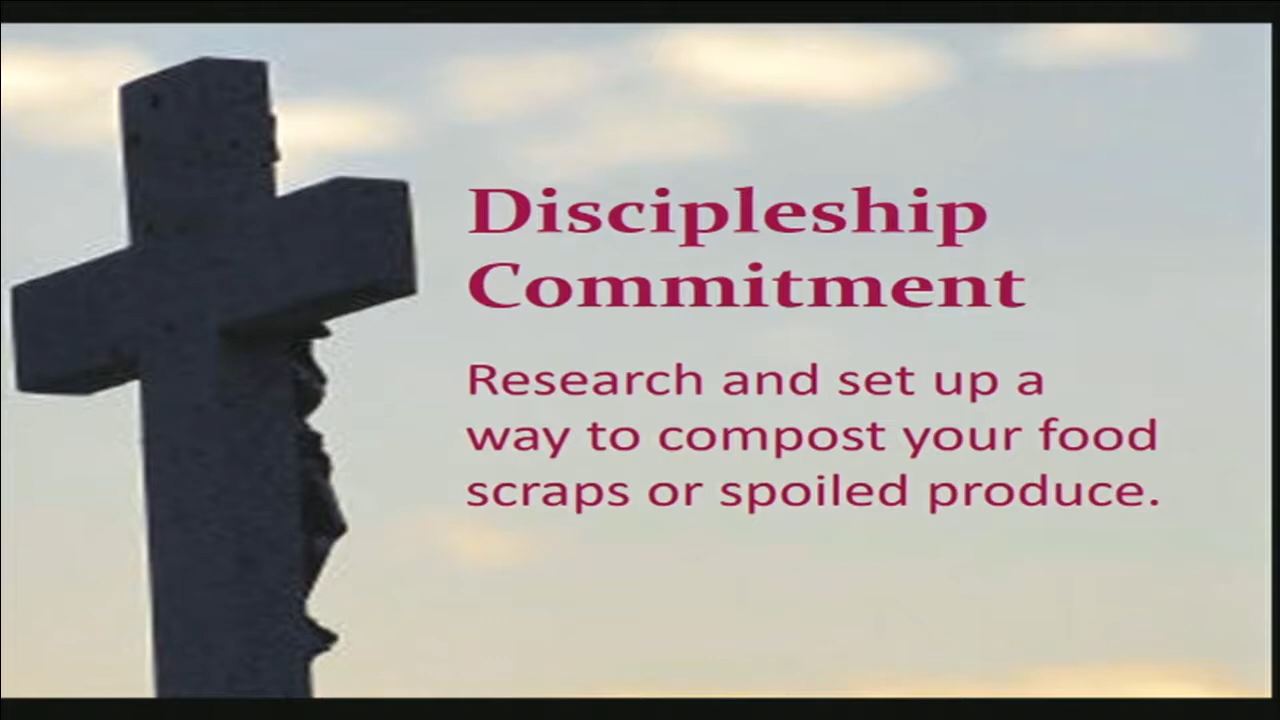 Discipleship
Commitment
Research and set up a
way to compost your food
scraps or spoiled produce.